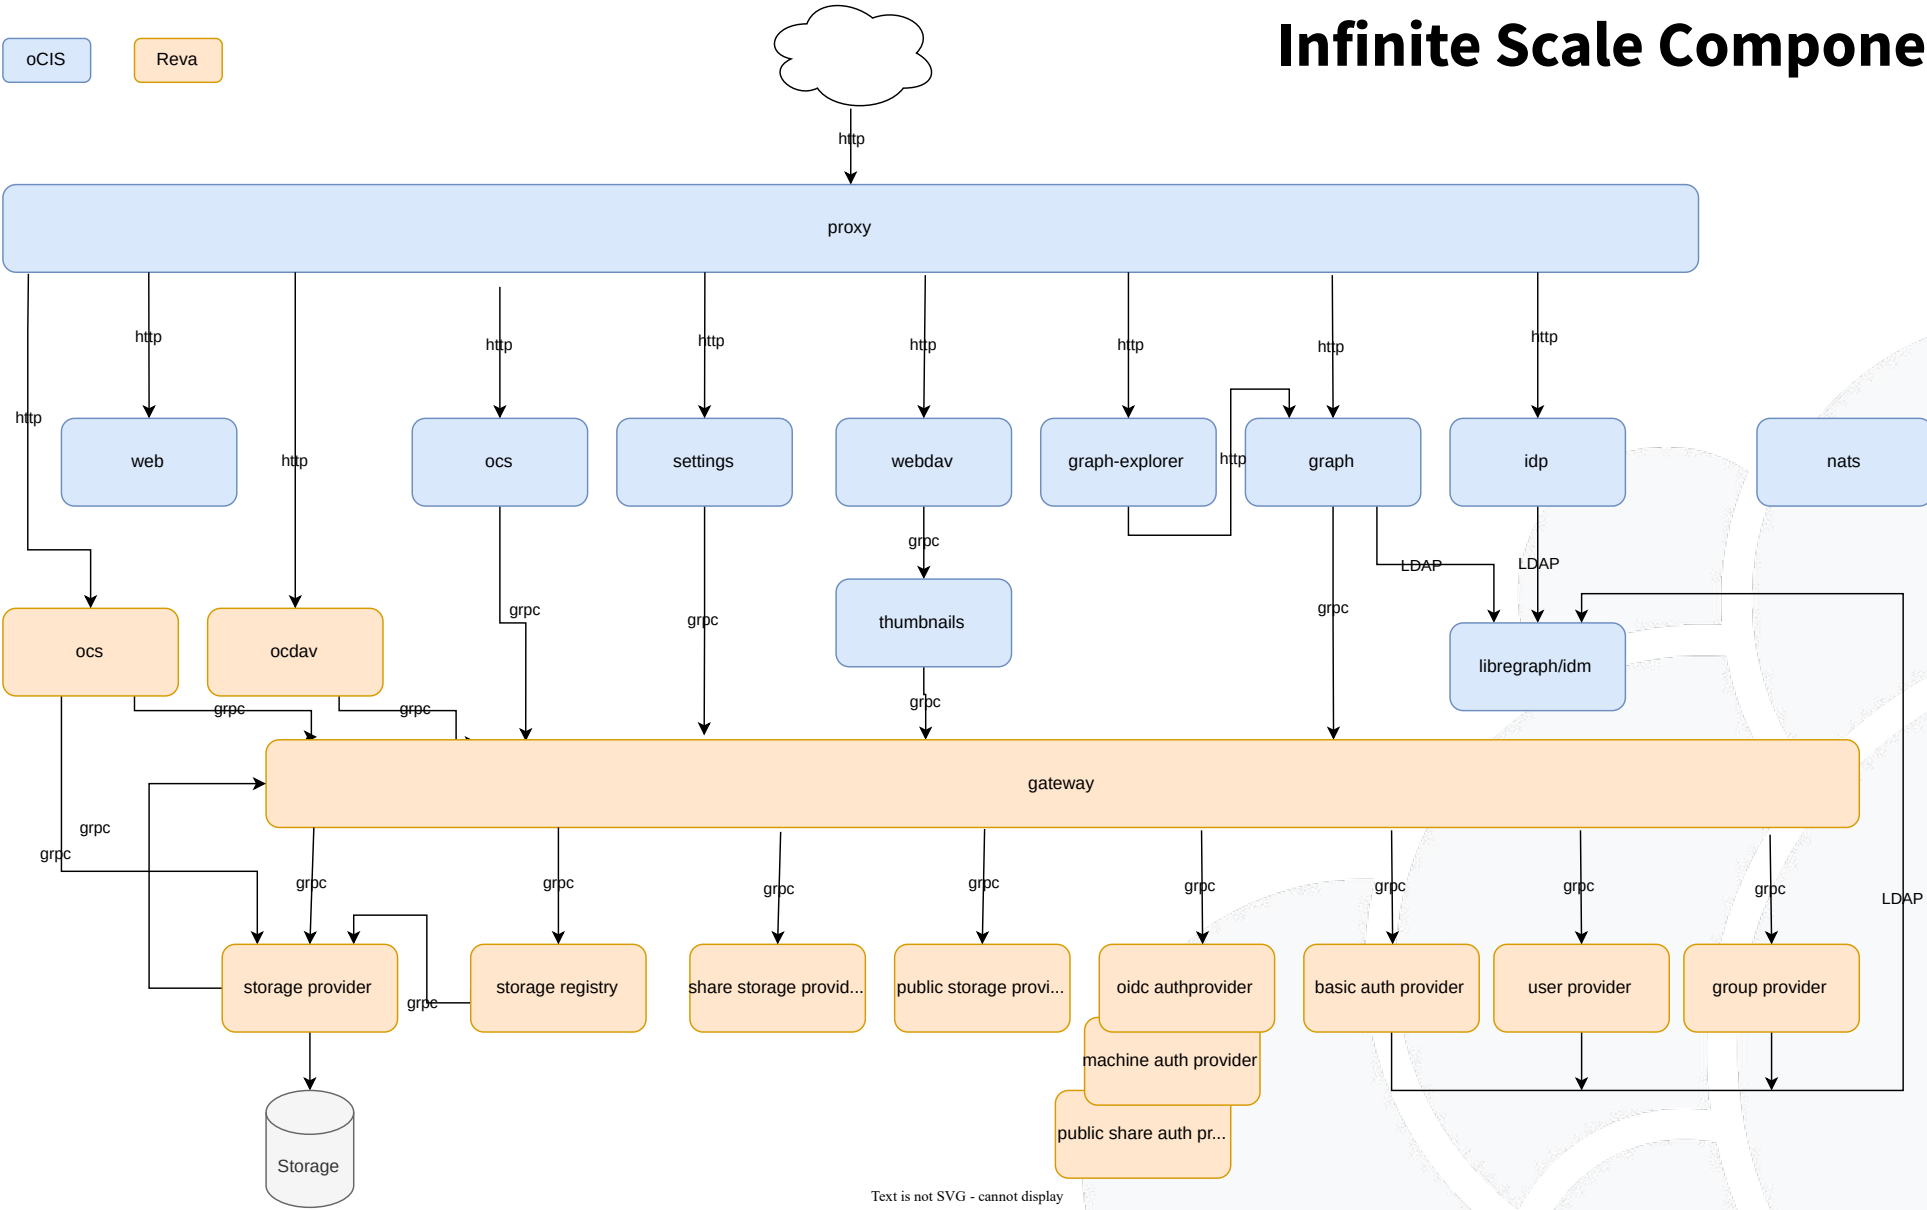 Infinite Scale Compone
oCIS
Reva
http
proxy
http
http
http
http
http
http
http
http
http
web
ocs
settings
webdav
graph-explorer
http
graph
idp
nats
grpc
LDAP
LDAP
grpc
grpc
grpc
thumbnails
grpc
ocs
ocdav
libregraph/idm
grpc
grpc
grpc
gateway
grpc
grpc
grpc
grpc
grpc
grpc
grpc
grpc
grpc
grpc
LDAP
storage provider
grpc
storage registry
share storage provid...
public storage provi...
oidc authprovider
basic auth provider
user provider
group provider
machine auth provider
public share auth pr...
Storage
Text is not SVG - cannot display